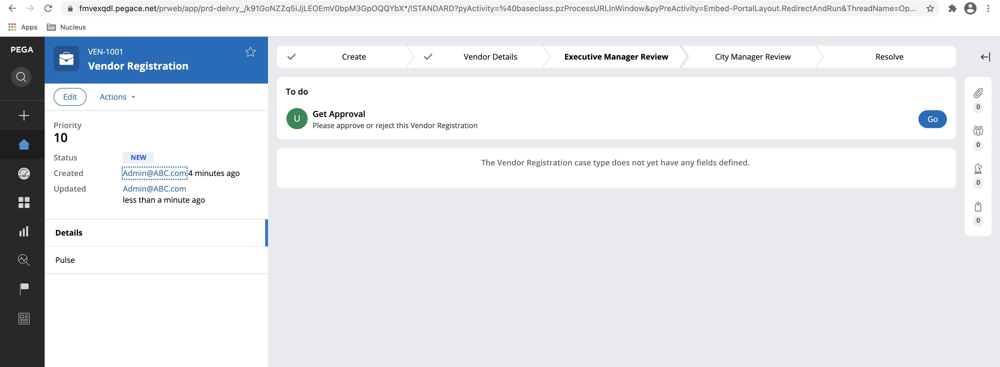 fmvexqdl.pegace.net/prweb/app/prd-delvry_/k91GoNZZq5iJjLEOEmV0bpM3GpOQQYbX*/!STANDARD?pyActivity=%40baseclass.pzProcessURLInWindow&pyPreActivity=Embed-PortalLayout.RedirectAndRun&ThreadName=Op...
Apps Nucleus
PEGA
VEN-1001
Vendor Registration
Edit Actions
Priority
10
Status NEW
Created Admin@ABC.com 4 minutes ago
Updated Admin@ABC.com
less than a minute ago
Details
Pulse
Create Vendor Details Executive Manager Review City Manager Review Resolve
To do
U
Get Approval
Please approve or reject this Vendor Registration
Go
The Vendor Registration case type does not yet have any fields defined.
0
0
0
0